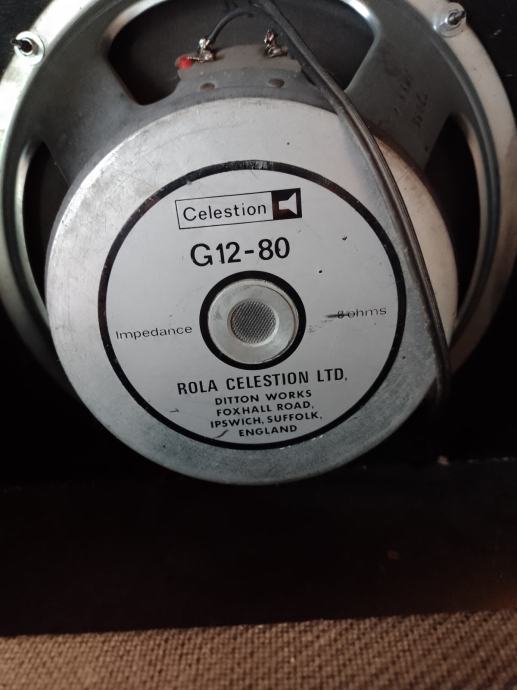 Celestion
G12-80
Impedance 8 ohms
ROLA CELESTION LTD,
DITTON WORKS
FOXHALL ROAD,
IPSWICH, SUFFOLK,
ENGLAND